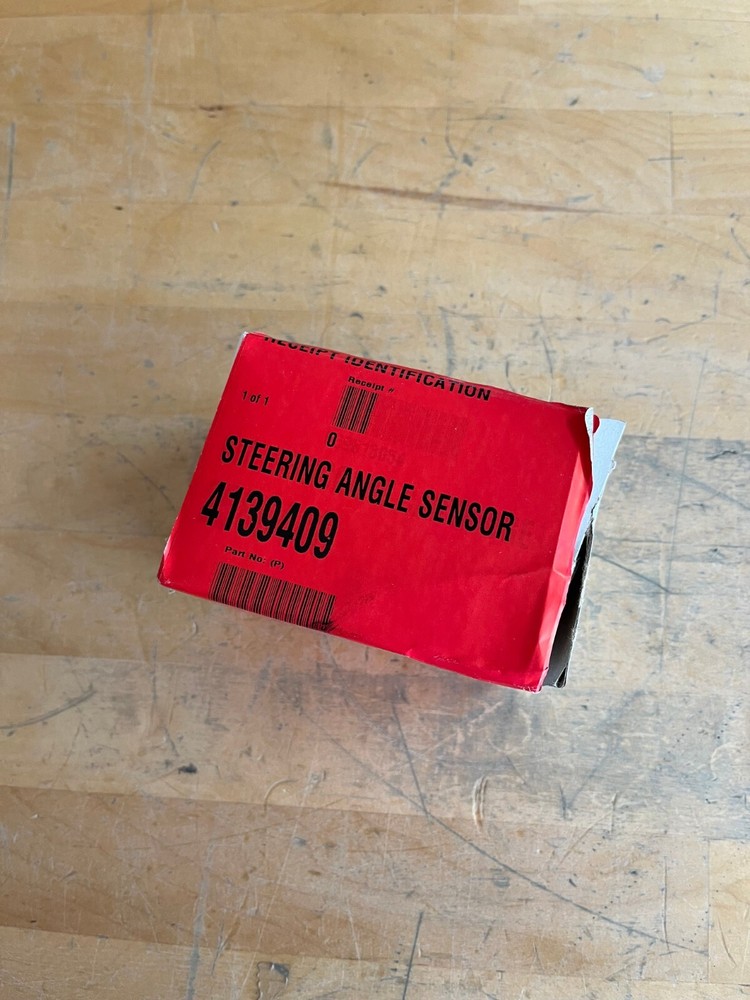 RECEIPT IDENTIFICATION
Receipt #
1 of 1
0
STEERING ANGLE SENSOR
4139409
Part No: (P)